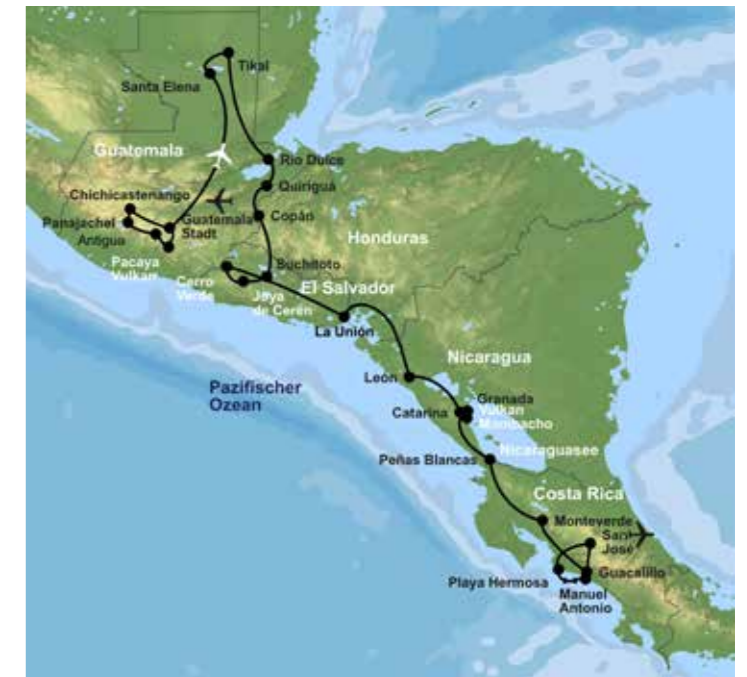 Tikal
Santa Elena
Guatemala
Rio Dulce
Quiriguá
Chichicastenango
Copán
Panajachel
Guatemala
Stadt
Antigua
Honduras
Pacaya
Vulkan
Buchitoto
Cerro
Verde
El Salvador
Joya
de Cerén
La Unión
Nicaragua
León
Pazifischer
Ozean
Granada
Catarina
Vulkan
Mombacho
Peñas Blancas
Nicaraguasee
Costa Rica
Monteverde
San
José
Guacalillo
Playa Hermosa
Manuel
Antonio